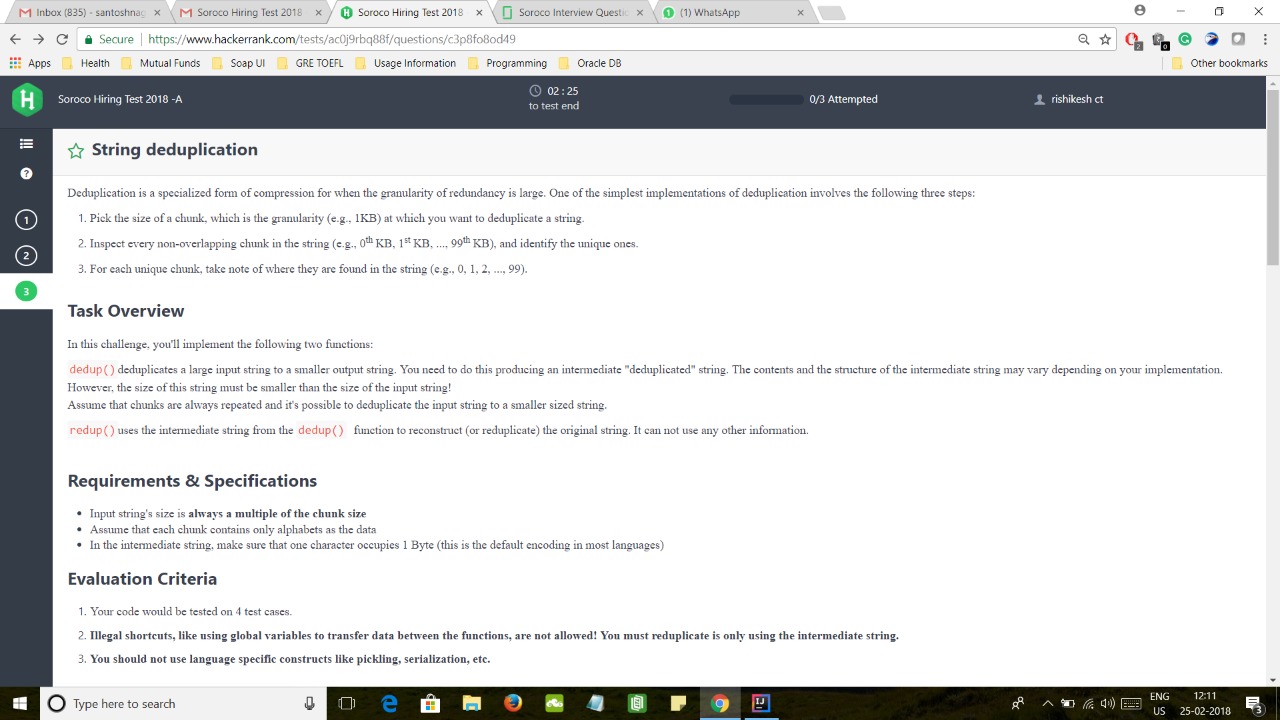 Inbox (835) - santoshnag
Soroco Hiring Test 2018
Soroco Hiring Test 2018
Soroco Interview Questic
(1) WhatsApp
Secure | https://www.hackerrank.com/tests/ac0j9rbq88f/questions/c3p8fo8od49
Apps Health Mutual Funds Soap UI GRE TOEFL Usage Information Programming Oracle DB Other bookmarks
Soroco Hiring Test 2018 -A
02 : 25
to test end
0/3 Attempted
rishikesh ct
1
2
3
String deduplication
Deduplication is a specialized form of compression for when the granularity of redundancy is large. One of the simplest implementations of deduplication involves the following three steps:
1. Pick the size of a chunk, which is the granularity (e.g., 1KB) at which you want to deduplicate a string.
2. Inspect every non-overlapping chunk in the string (e.g., 0th KB, 1st KB, ..., 99th KB), and identify the unique ones.
3. For each unique chunk, take note of where they are found in the string (e.g., 0, 1, 2, ..., 99).
Task Overview
In this challenge, you'll implement the following two functions:
dedup() deduplicates a large input string to a smaller output string. You need to do this producing an intermediate "deduplicated" string. The contents and the structure of the intermediate string may vary depending on your implementation.
However, the size of this string must be smaller than the size of the input string!
Assume that chunks are always repeated and it's possible to deduplicate the input string to a smaller sized string.
redup() uses the intermediate string from the dedup() function to reconstruct (or reduplicate) the original string. It can not use any other information.
Requirements & Specifications
• Input string's size is always a multiple of the chunk size
• Assume that each chunk contains only alphabets as the data
• In the intermediate string, make sure that one character occupies 1 Byte (this is the default encoding in most languages)
Evaluation Criteria
1. Your code would be tested on 4 test cases.
2. Illegal shortcuts, like using global variables to transfer data between the functions, are not allowed! You must reduplicate is only using the intermediate string.
3. You should not use language specific constructs like pickling, serialization, etc.
Type here to search
ENG
US
12:11
25-02-2018
3